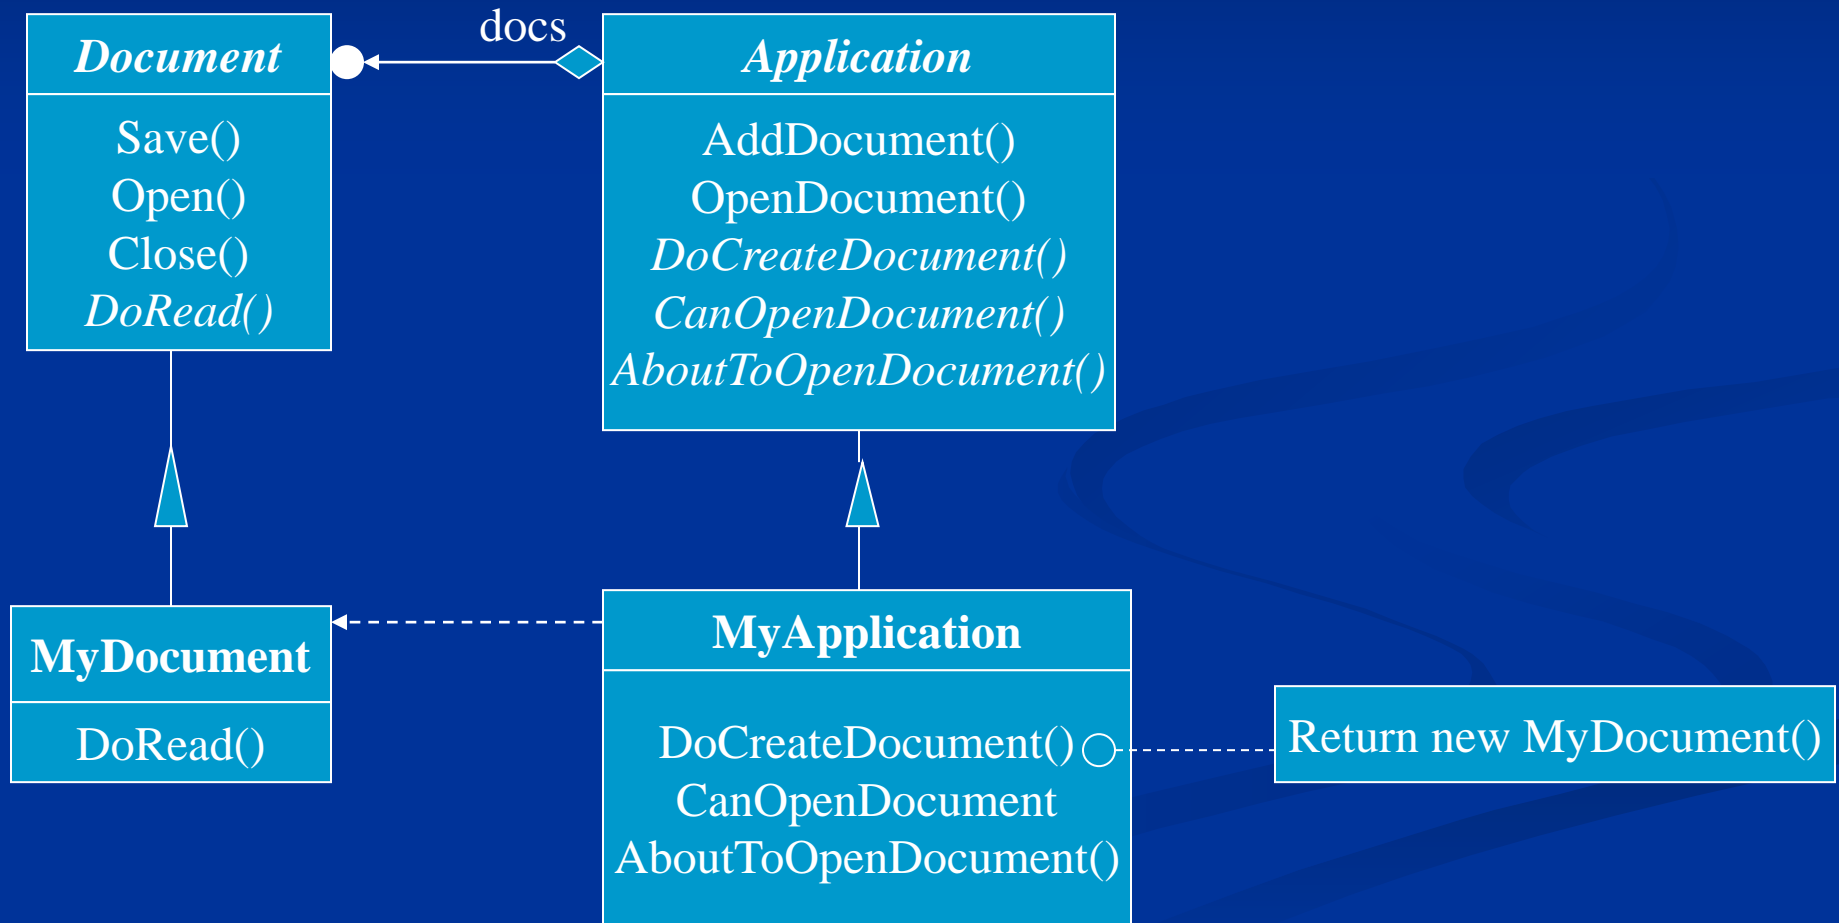 Document
Save()
Open()
Close()
DoRead()
docs
Application
AddDocument()
OpenDocument()
DoCreateDocument()
CanOpenDocument()
AboutToOpenDocument()
MyDocument
DoRead()
MyApplication
DoCreateDocument()
CanOpenDocument
AboutToOpenDocument()
Return new MyDocument()